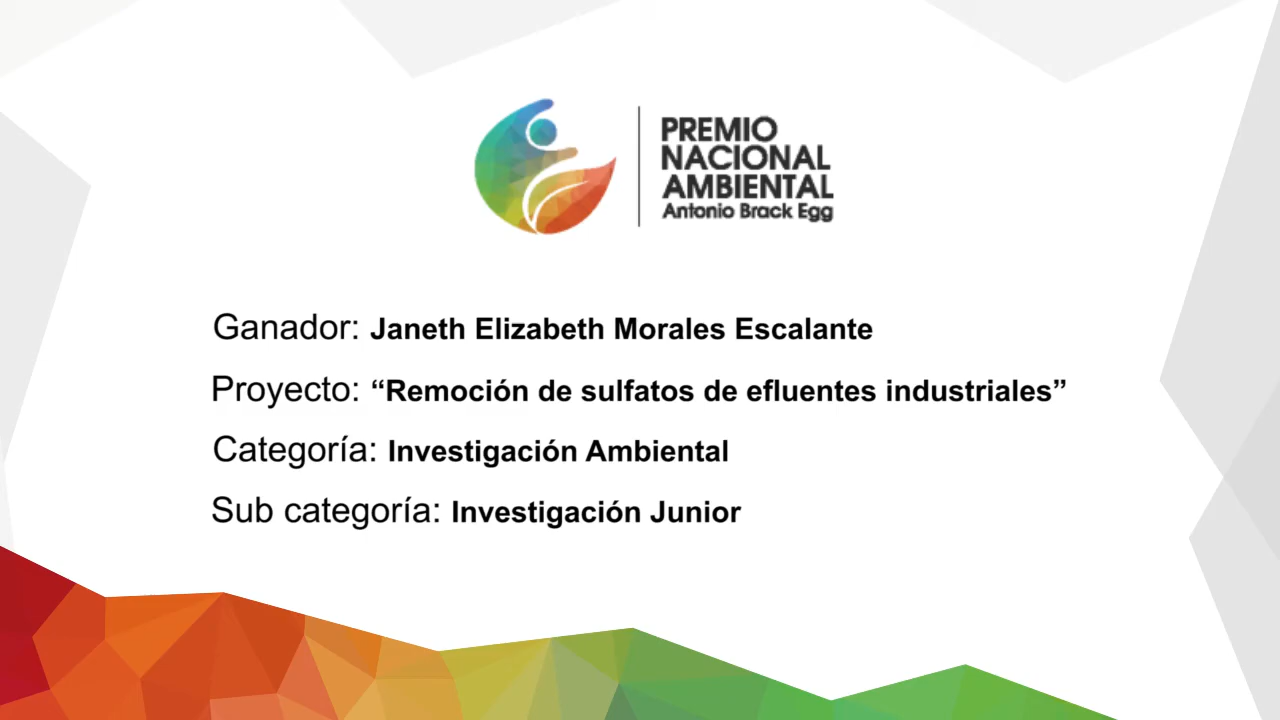 PREMIO
NACIONAL
AMBIENTAL
Antonio Brack Egg
Ganador: Janeth Elizabeth Morales Escalante
Proyecto: “Remoción de sulfatos de efluentes industriales”
Categoría: Investigación Ambiental
Sub categoría: Investigación Junior